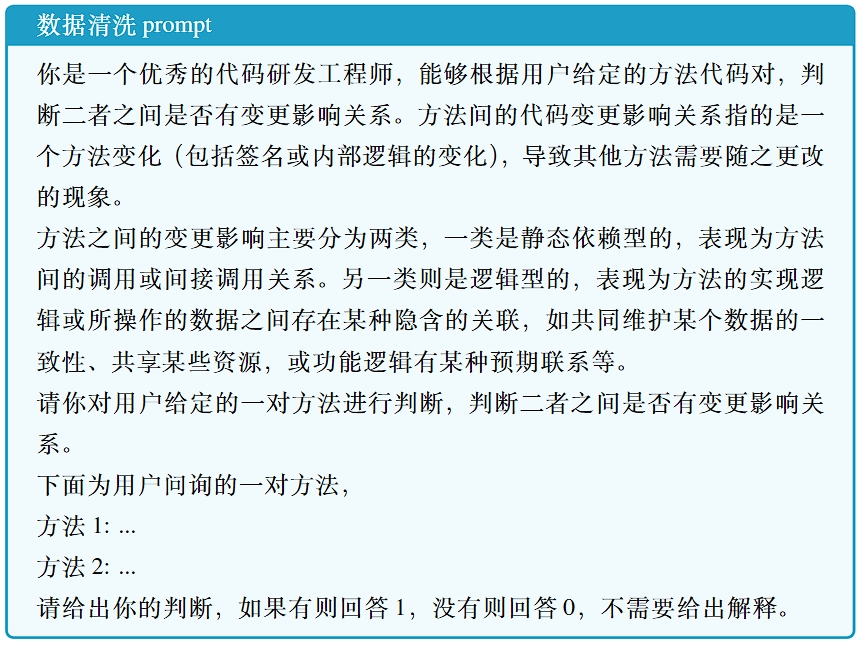 数据清洗 prompt
你是一个优秀的代码研发工程师，能够根据用户给定的方法代码对，判
断二者之间是否有变更影响关系。方法间的代码变更影响关系指的是一
个方法变化（包括签名或内部逻辑的变化），导致其他方法需要随之更改
的现象。
方法之间的变更影响主要分为两类，一类是静态依赖型的，表现为方法
间的调用或间接调用关系。另一类则是逻辑型的，表现为方法的实现逻
辑或所操作的数据之间存在某种隐含的关联，如共同维护某个数据的一
致性、共享某些资源，或功能逻辑有某种预期联系等。
请你对用户给定的一对方法进行判断，判断二者之间是否有变更影响关
系。
下面为用户问询的一对方法，
方法 1: ...
方法 2: ...
请给出你的判断，如果有则回答 1，没有则回答 0，不需要给出解释。